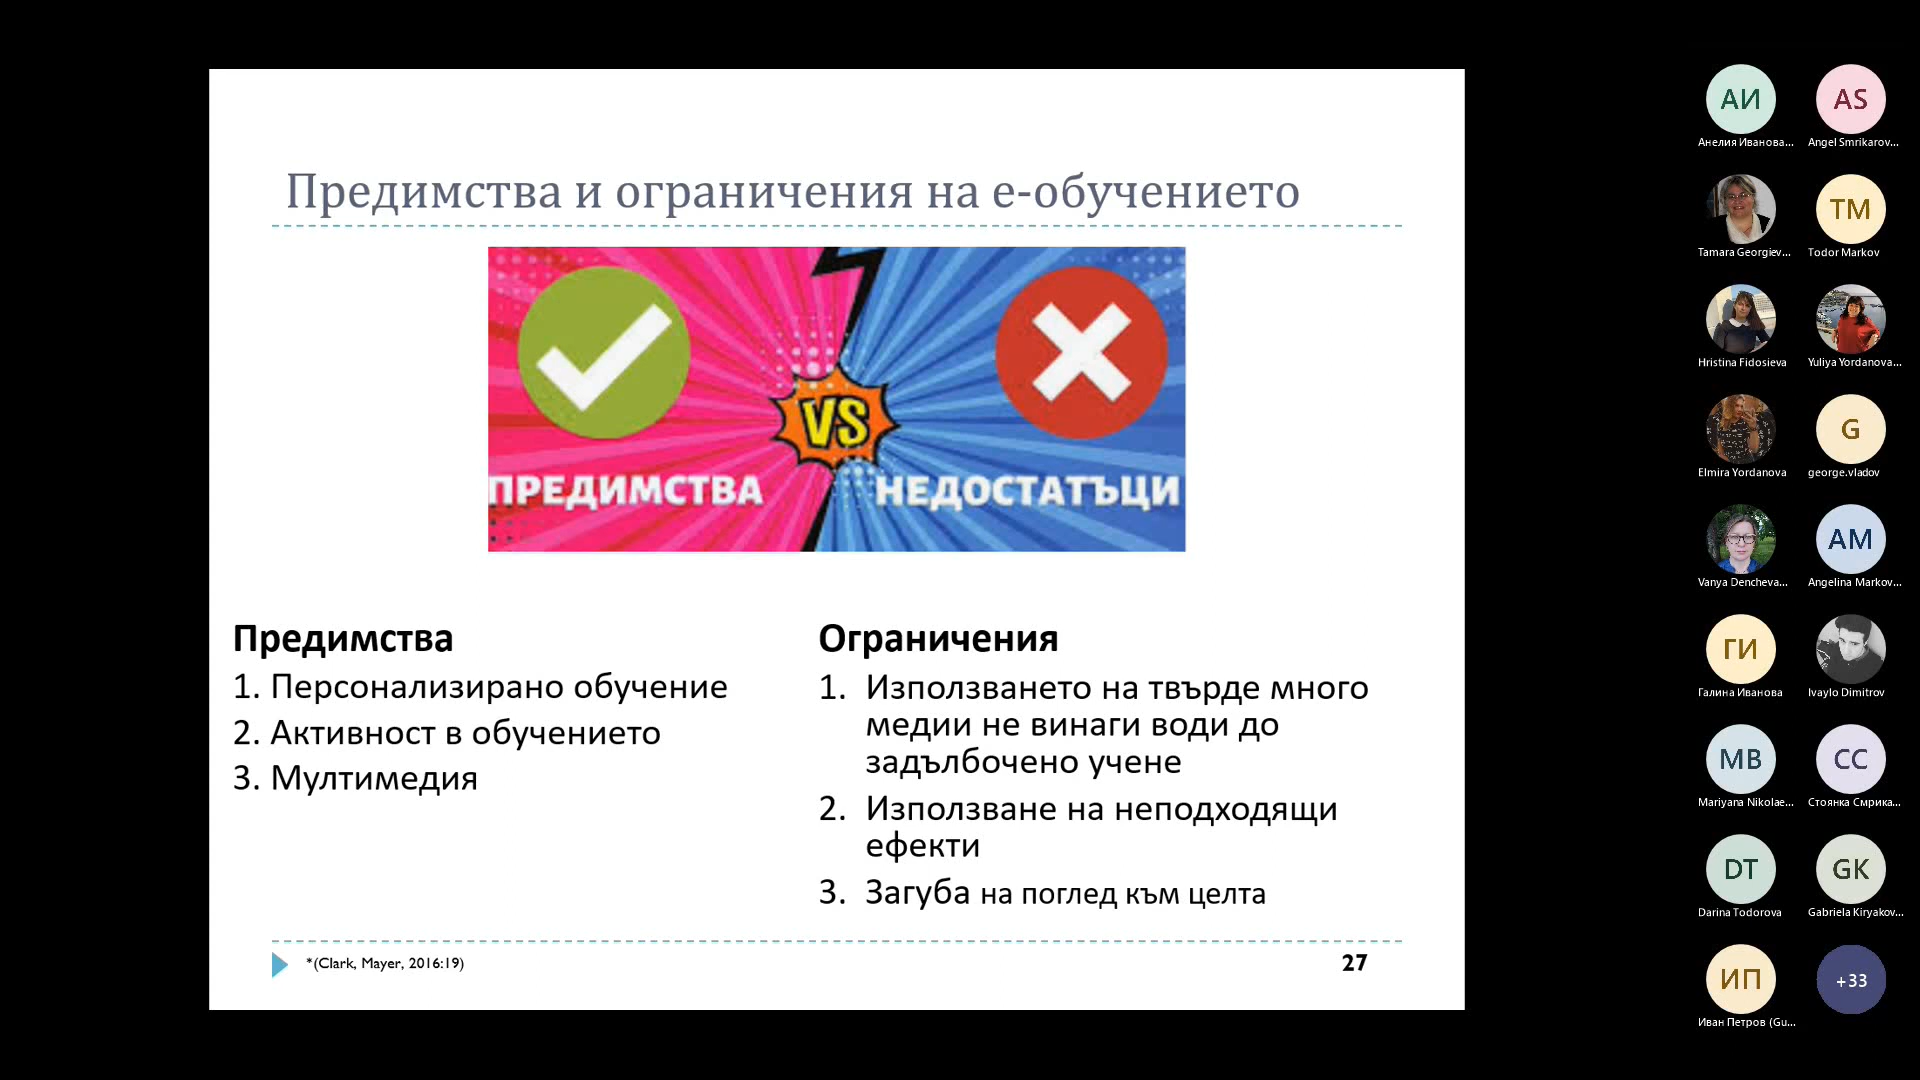 Предимства и ограничения на е-обучението
VS
ПРЕДИМСТВА
НЕДОСТАТЪЦИ
Предимства
1. Персонализирано обучение
2. Активност в обучението
3. Мултимедия
Ограничения
1. Използването на твърде много
медии не винаги води до
задълбочено учене
2. Използване на неподходящи
ефекти
3. Загуба на поглед към целта
*(Clark, Mayer, 2016:19)
27
АИ
Анелия Иванова...
AS
Angel Smrikarov...
Tamara Georgiev...
TM
Todor Markov
Hristina Fidosieva
Yuliya Yordanova...
Elmira Yordanova
G
george.vladov
Vanya Dencheva...
AM
Angelina Markov...
ГИ
Галина Иванова
Ivaylo Dimitrov
MB
Mariyana Nikolae...
СС
Стоянка Смрика...
DT
Darina Todorova
GK
Gabriela Kiryakov...
ИП
Иван Петров (Gu...
+33